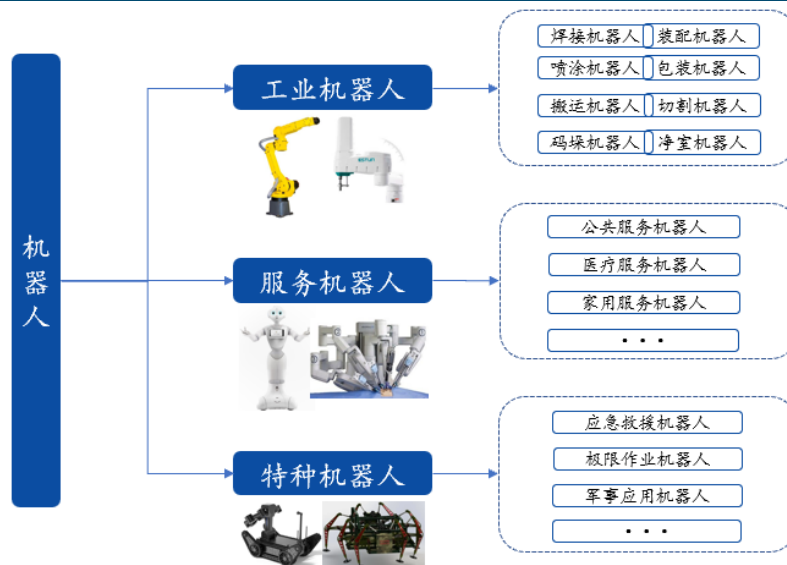 机器人
工业机器人
焊接机器人 装配机器人
喷涂机器人 包装机器人
搬运机器人 切割机器人
码垛机器人 净室机器人
服务机器人
公共服务机器人
医疗服务机器人
家用服务机器人
···
特种机器人
应急救援机器人
极限作业机器人
军事应用机器人
···